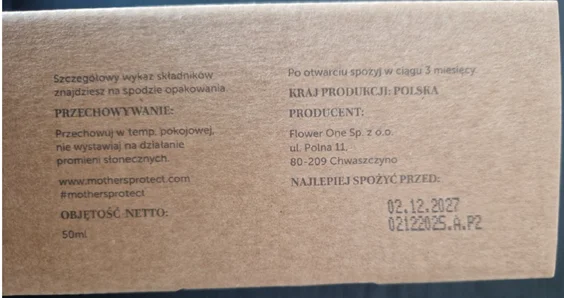 Szczegółowy wykaz składników
znajdziesz na spodzie opakowania.
PRZECHOWYWANIE:
Przechowuj w temp. pokojowej,
nie wystawiaj na działanie
promieni słonecznych.
www.mothersprotect.com
#mothersprotect
OBJĘTOŚĆ NETTO:
50ml
Po otwarciu spożyj w ciągu 3 miesięcy.
KRAJ PRODUKCJI: POLSKA
PRODUCENT:
Flower One Sp. z o.o.
ul. Polna 11,
80-209 Chwaszczyno
NAJLEPIEJ SPOŻYĆ PRZED:
02.12.2027
02122025.A.P2